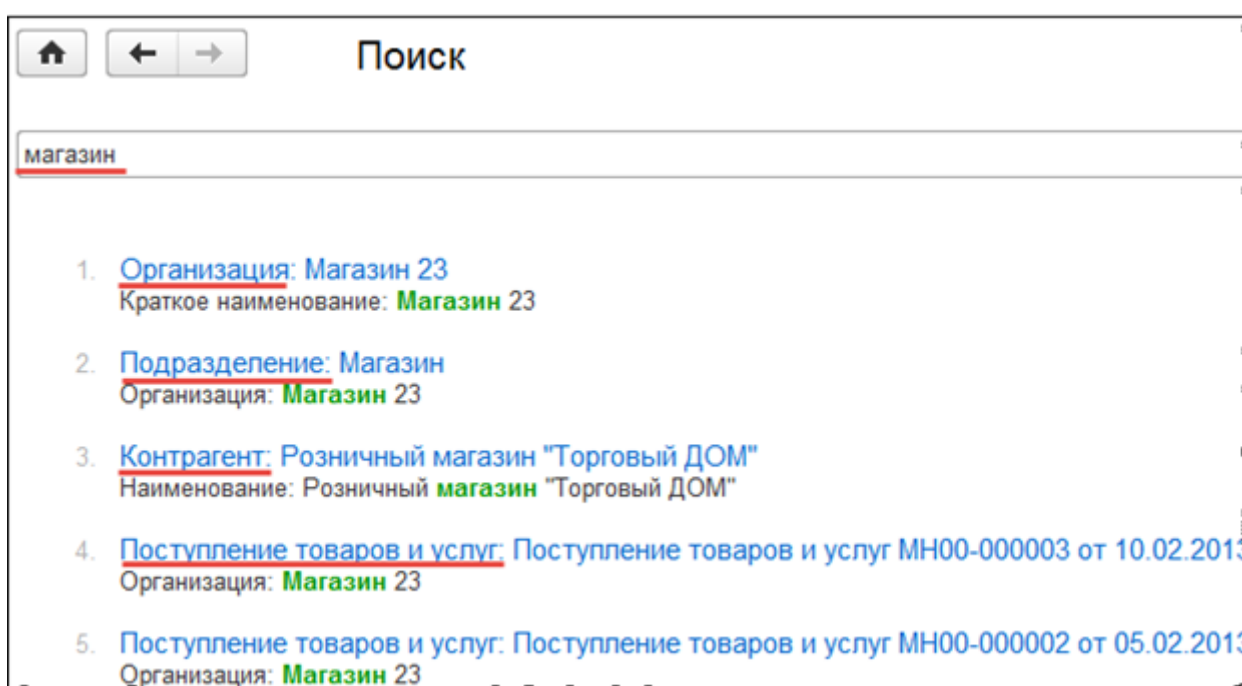 Поиск
магазин
1. Организация: Магазин 23
Краткое наименование: Магазин 23
2. Подразделение: Магазин
Организация: Магазин 23
3. Контрагент: Розничный магазин "Торговый ДОМ"
Наименование: Розничный магазин "Торговый ДОМ"
4. Поступление товаров и услуг: Поступление товаров и услуг МН00-000003 от 10.02.2013
Организация: Магазин 23
5. Поступление товаров и услуг: Поступление товаров и услуг МН00-000002 от 05.02.2013
Организация: Магазин 23